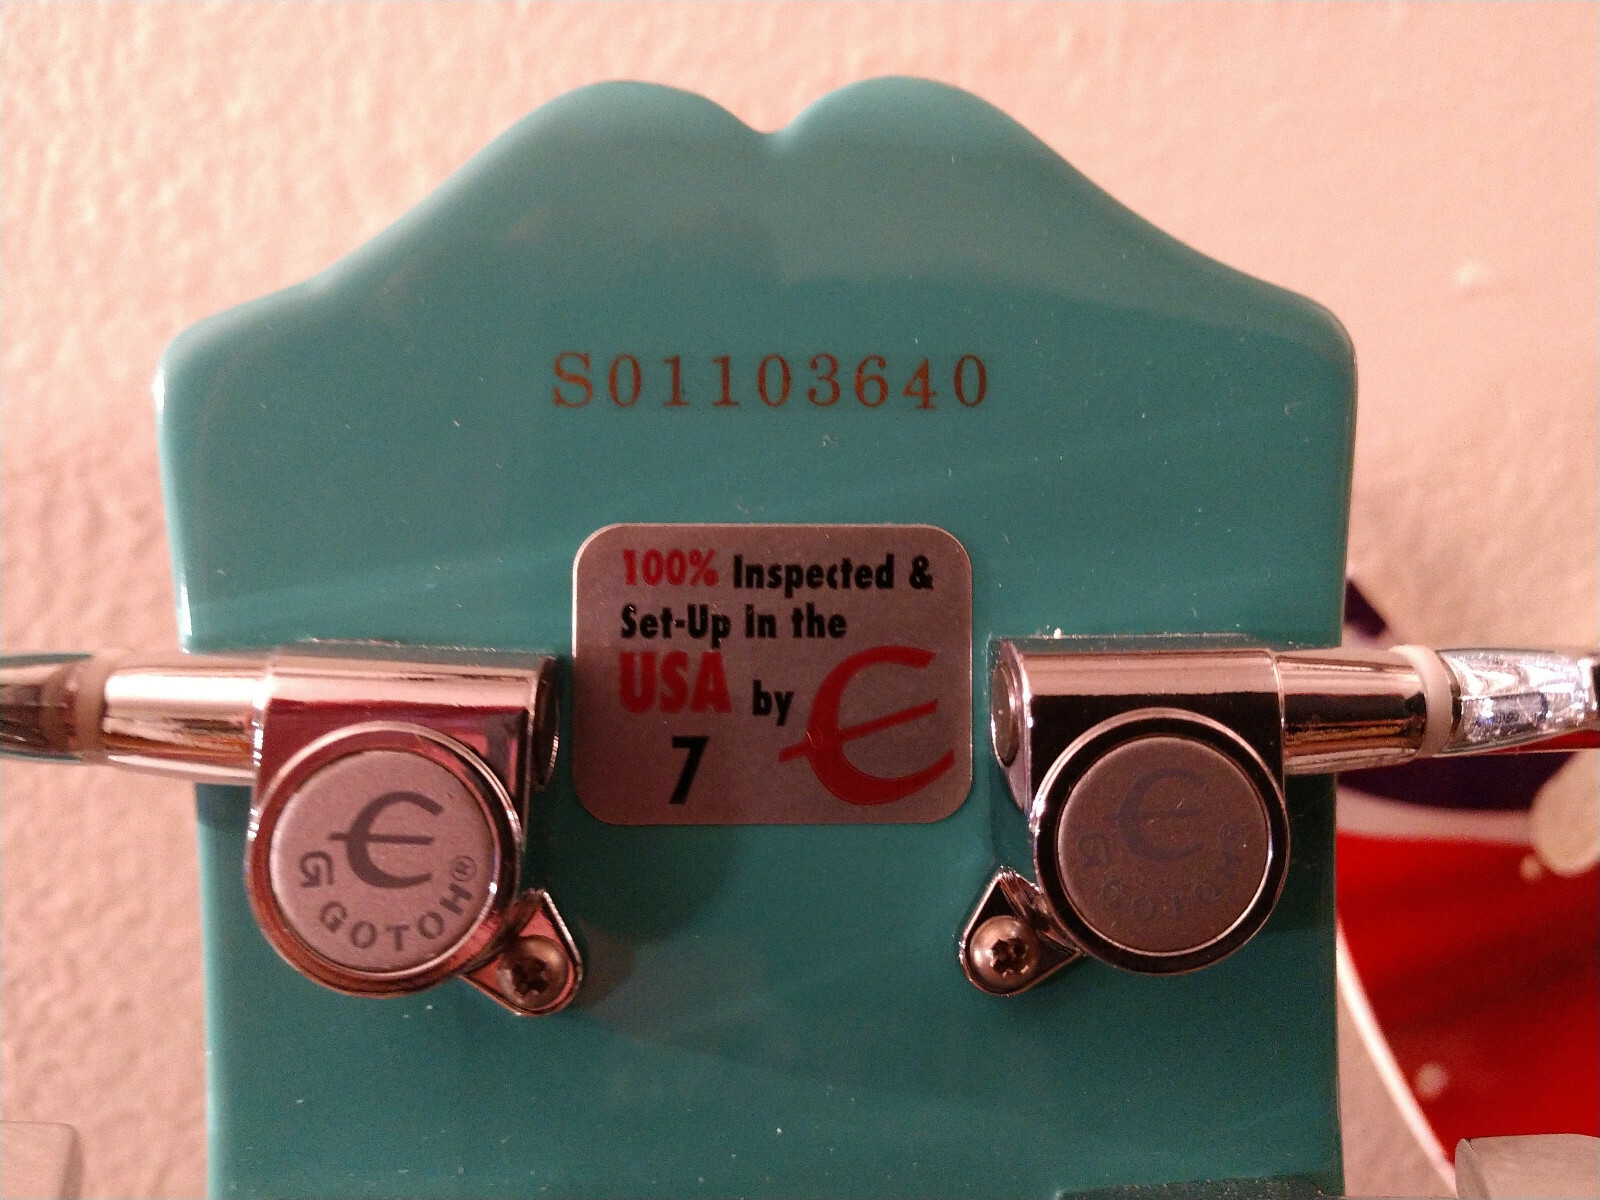 S01103640
100% Inspected &
Set-Up in the
USA by
7
GOTOH®
GOTOH®